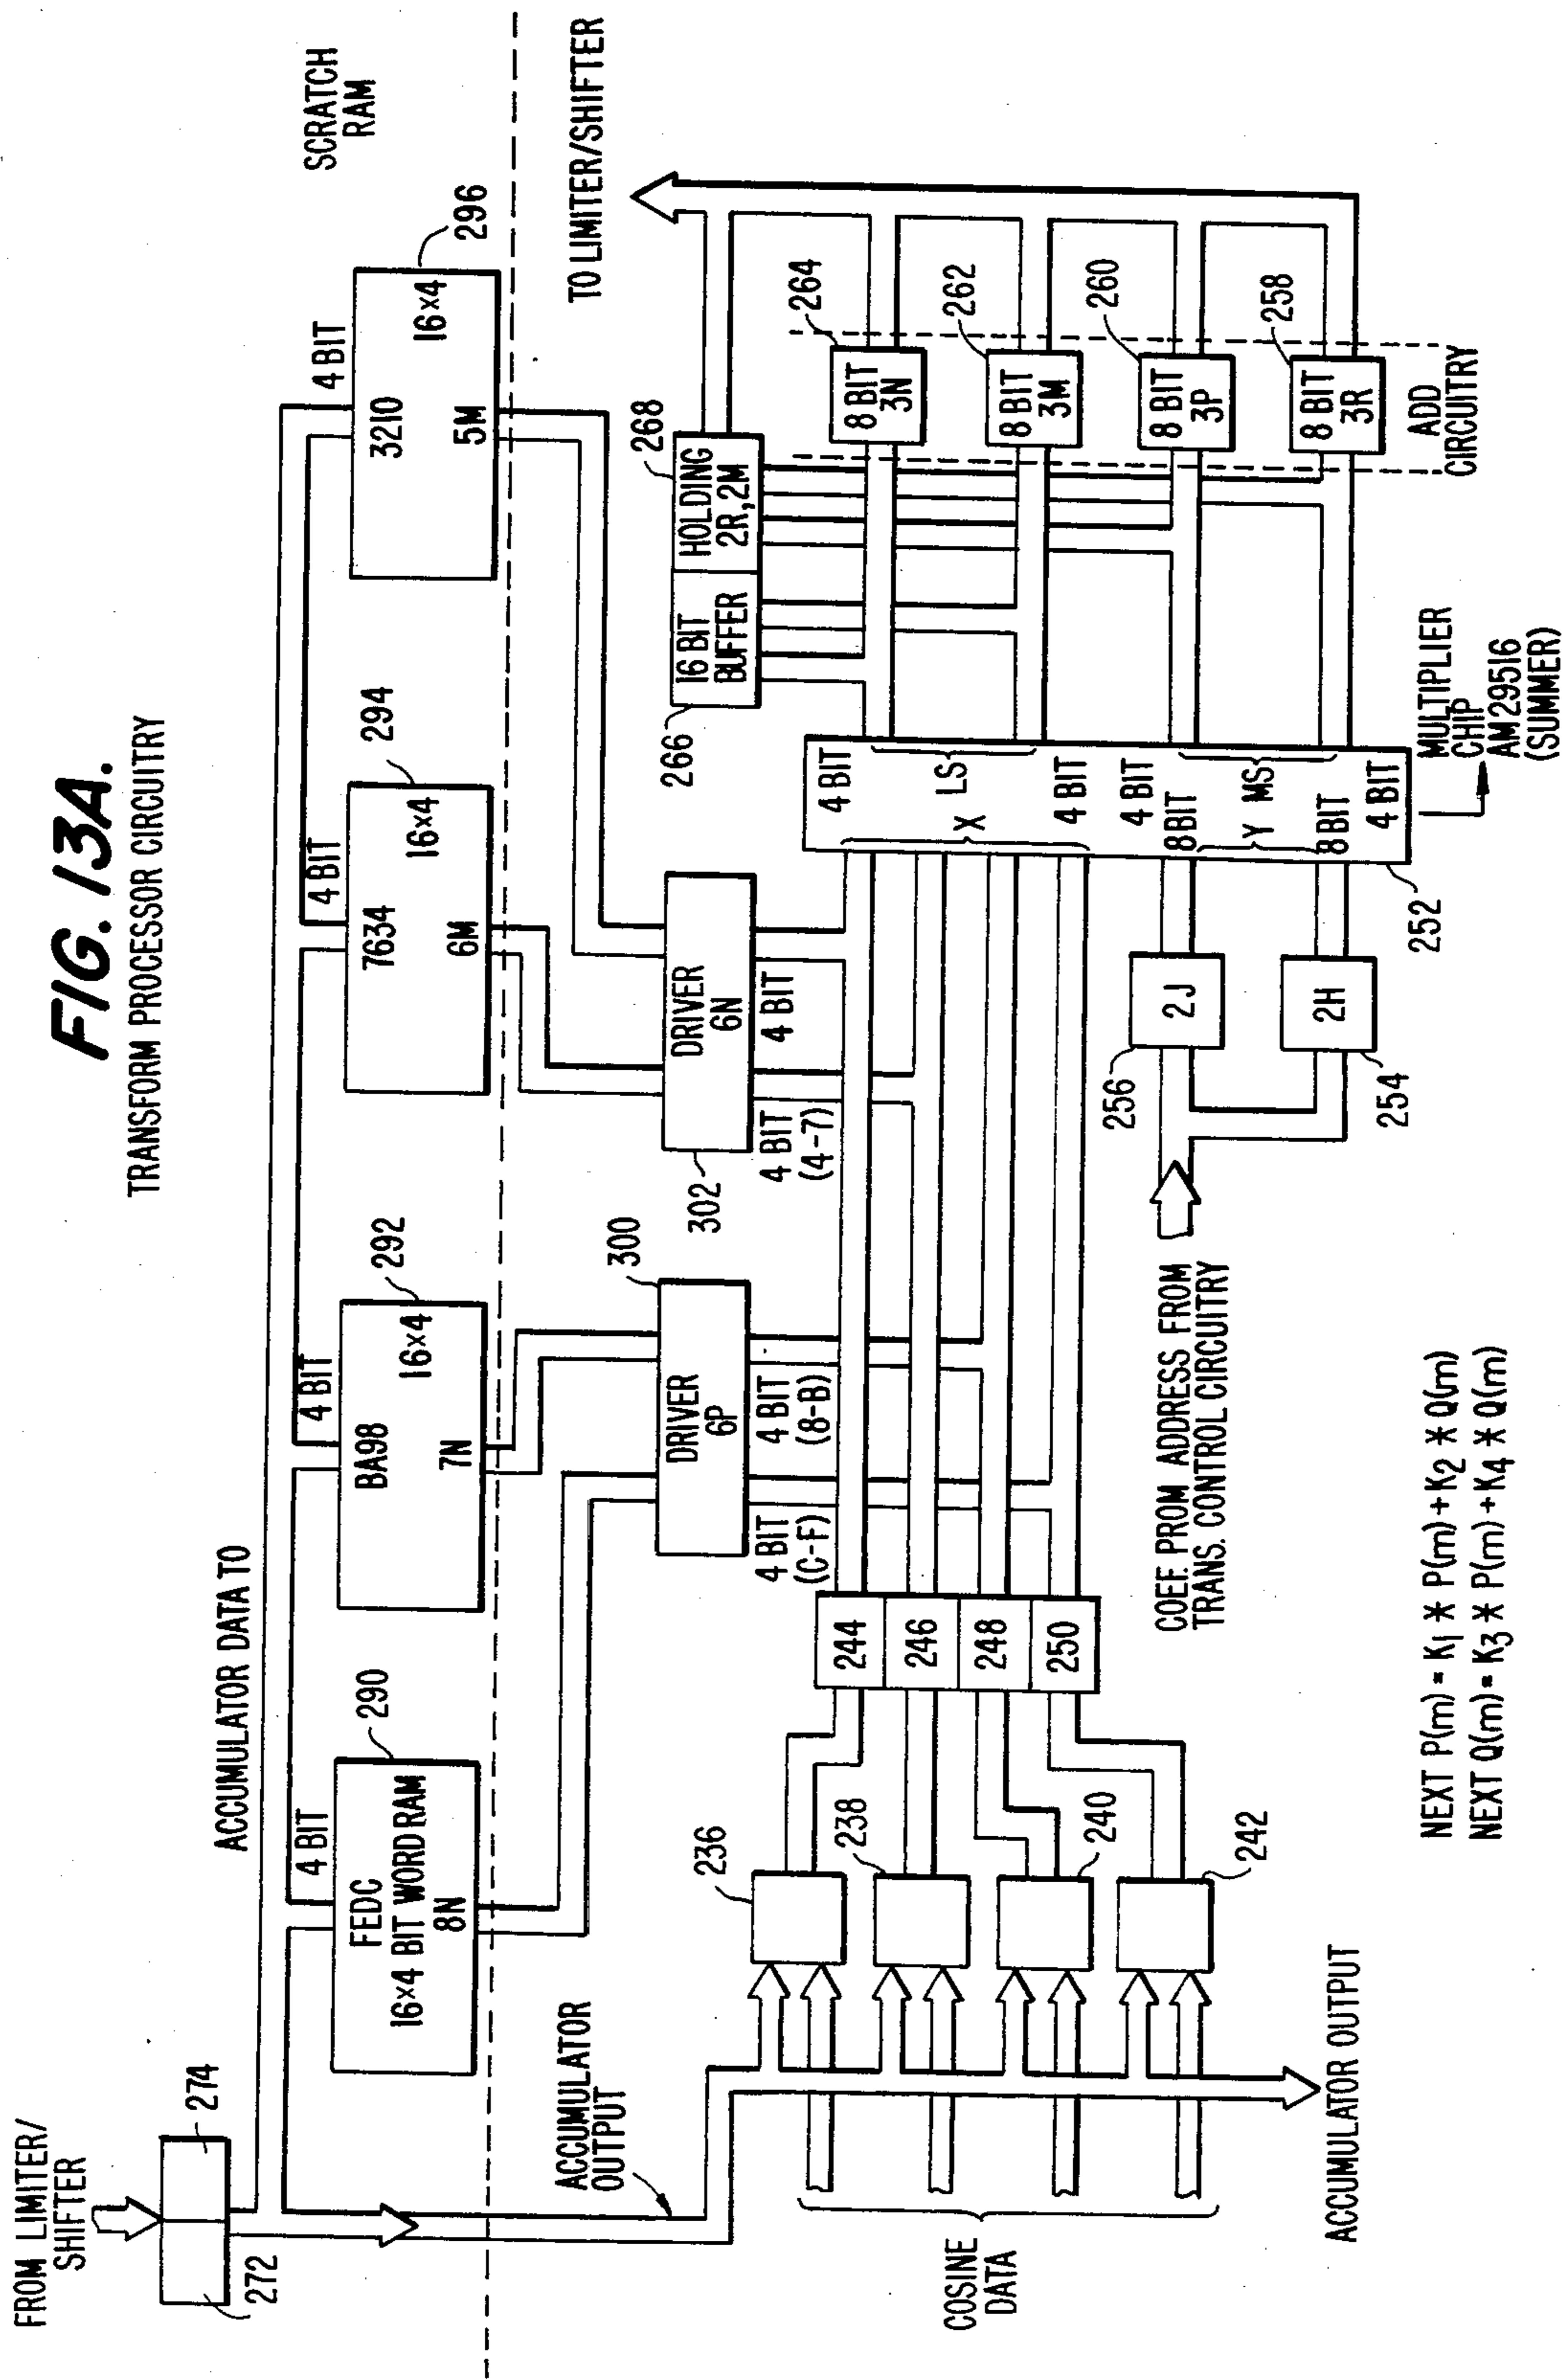 FIG. 13A.
TRANSFORM PROCESSOR CIRCUITRY
FROM LIMITER/
SHIFTER
272
274
ACCUMULATOR DATA TO
SCRATCH
RAM
4 BIT
FEDC
16×4 BIT WORD RAM
8N
290
4 BIT
BA98
16×4
7N
292
4 BIT
7634
16×4
6M
294
4 BIT
3210
16×4
5M
296
ACCUMULATOR
OUTPUT
DRIVER
6P
300
4 BIT
(C-F)
4 BIT
(8-B)
DRIVER
6N
302
4 BIT
(4-7)
4 BIT
TO LIMITER/SHIFTER
16 BIT
BUFFER
266
HOLDING
2R, 2M
268
8 BIT
3N
264
8 BIT
3M
262
8 BIT
3P
260
8 BIT
3R
258
ADD
CIRCUITRY
COSINE
DATA
236
238
240
242
244
246
248
250
4 BIT
X
LS
4 BIT
4 BIT
8 BIT
Y
MS
8 BIT
4 BIT
252
MULTIPLIER
CHIP
AM29516
(SUMMER)
2J
256
2H
254
COEF. PROM ADDRESS FROM
TRANS. CONTROL CIRCUITRY
ACCUMULATOR OUTPUT
NEXT P(m) = K1 * P(m) + K2 * Q(m)
NEXT Q(m) = K3 * P(m) + K4 * Q(m)